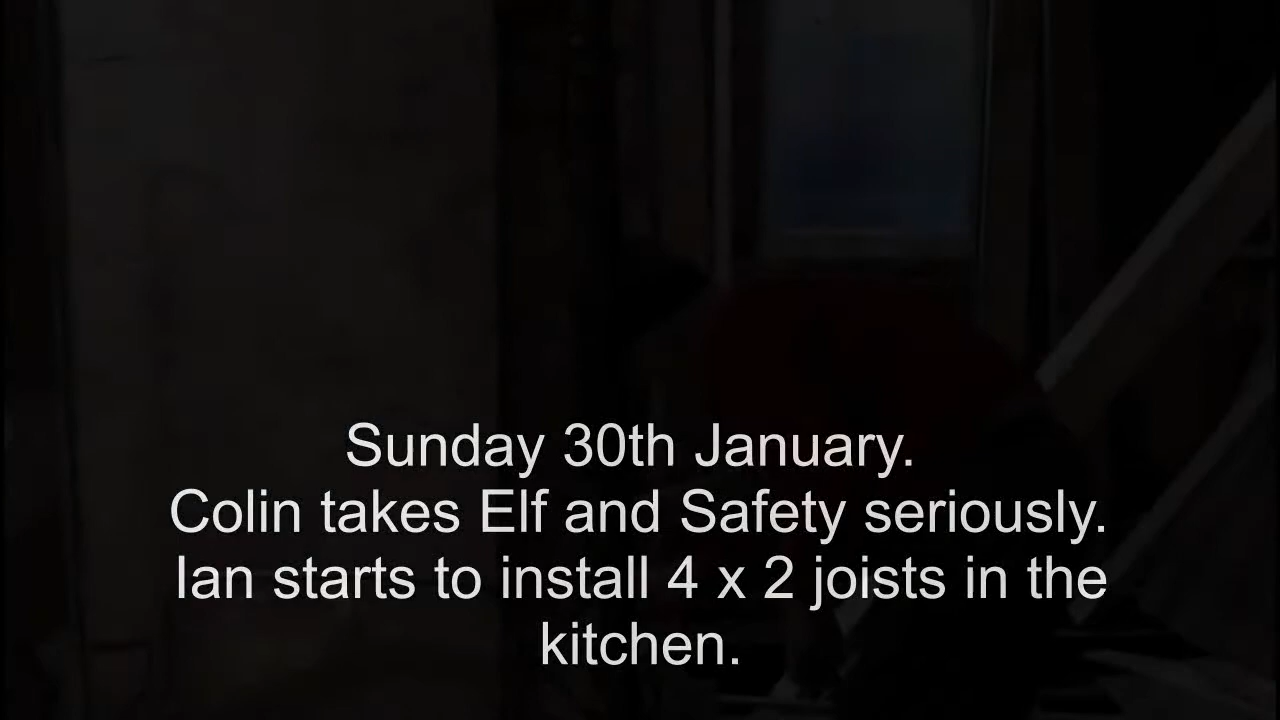 Sunday 30th January.
Colin takes Elf and Safety seriously.
Ian starts to install 4 x 2 joists in the
kitchen.